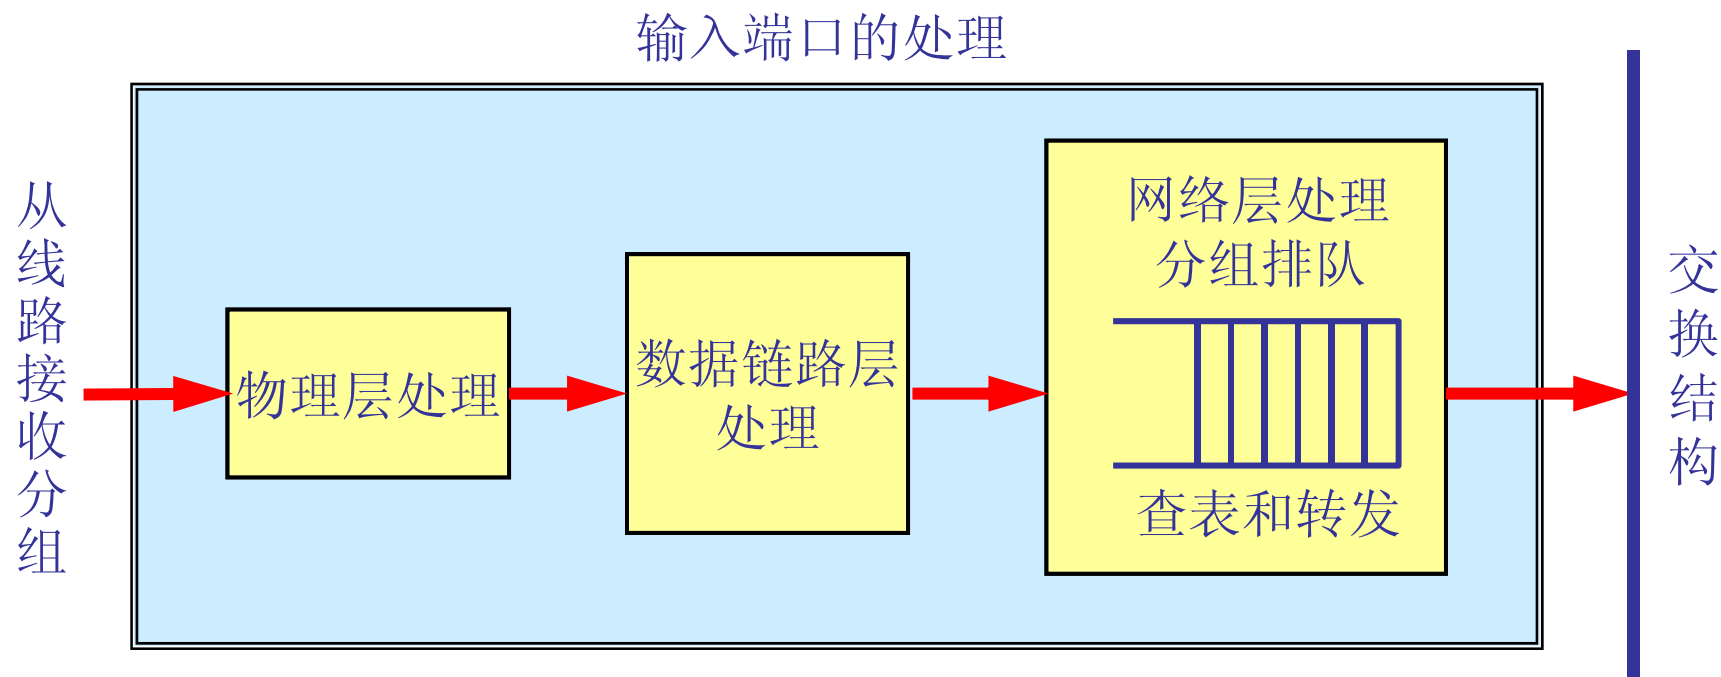 输入端口的处理
从线路接收分组
物理层处理
数据链路层
处理
网络层处理
分组排队
查表和转发
交换结构